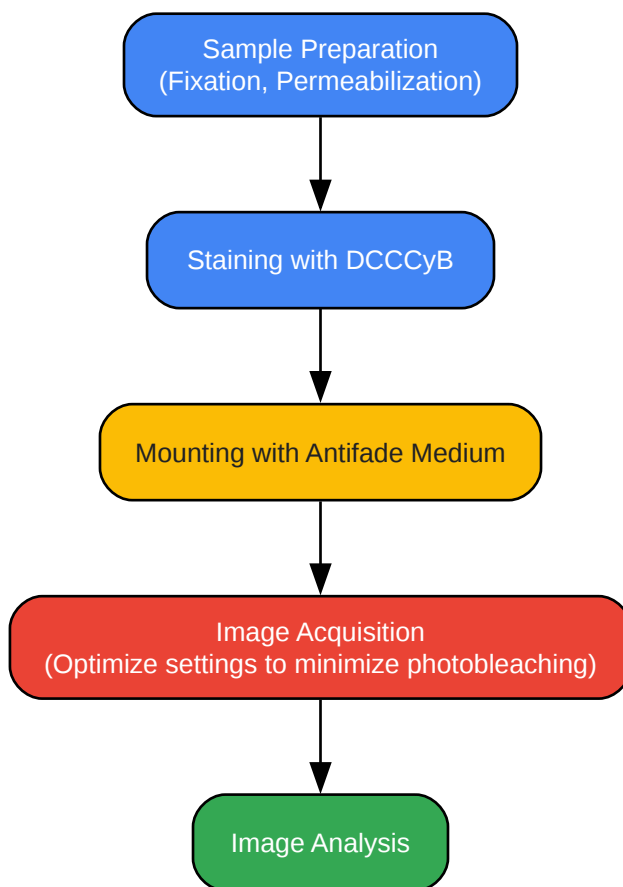 Sample Preparation
(Fixation, Permeabilization)
Staining with DCCCyB
Mounting with Antifade Medium
Image Acquisition
(Optimize settings to minimize photobleaching)
Image Analysis